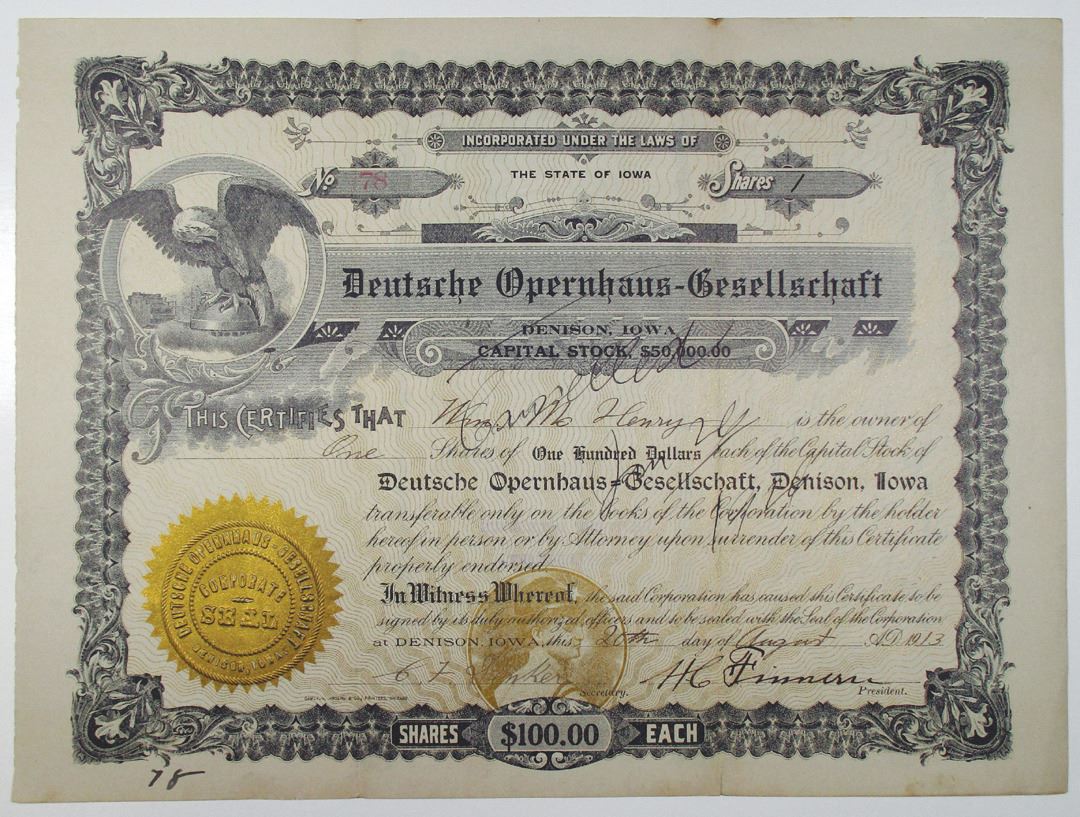 INCORPORATED UNDER THE LAWS OF
No. 78 THE STATE OF IOWA Shares 1
Deutsche Opernhaus-Gesellschaft
DENISON, IOWA
CAPITAL STOCK, $50,000.00
THIS CERTIFIES THAT Henry is the owner of
One Shares of One Hundred Dollars each of the Capital Stock of
Deutsche Opernhaus-Gesellschaft, Denison, Iowa
transferable only on the books of the Corporation by the holder
hereof in person or by Attorney upon surrender of this Certificate
properly endorsed.
In Witness Whereof, the said Corporation has caused this Certificate to be
signed by its duly authorized officers and to be sealed with the Seal of the Corporation
AT DENISON, IOWA, this 20th day of August A.D. 1913
H C Finnern
Secretary. President.
DEUTSCHE OPERNHAUS-GESELLSCHAFT
CORPORATE
SEAL
DENISON, IOWA
SHARES $100.00 EACH
78